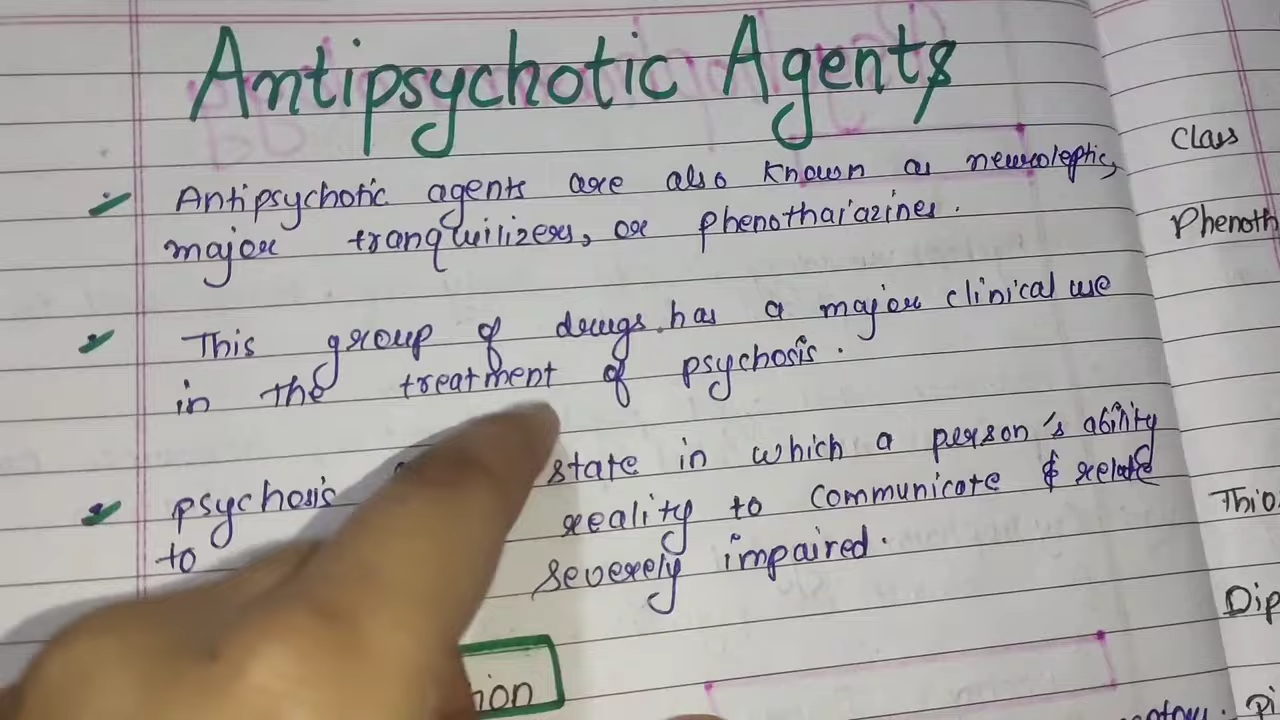 Antipsychotic Agents
Antipsychotic agents are also known as neuroleptic,
major tranquilizers, or phenothaiazines.
This group of drugs has a major clinical use
in the treatment of psychosis.
psychosis state in which a person's ability
to reality to communicate & relate
severely impaired.
Class
Phenoth
Thio
Dip